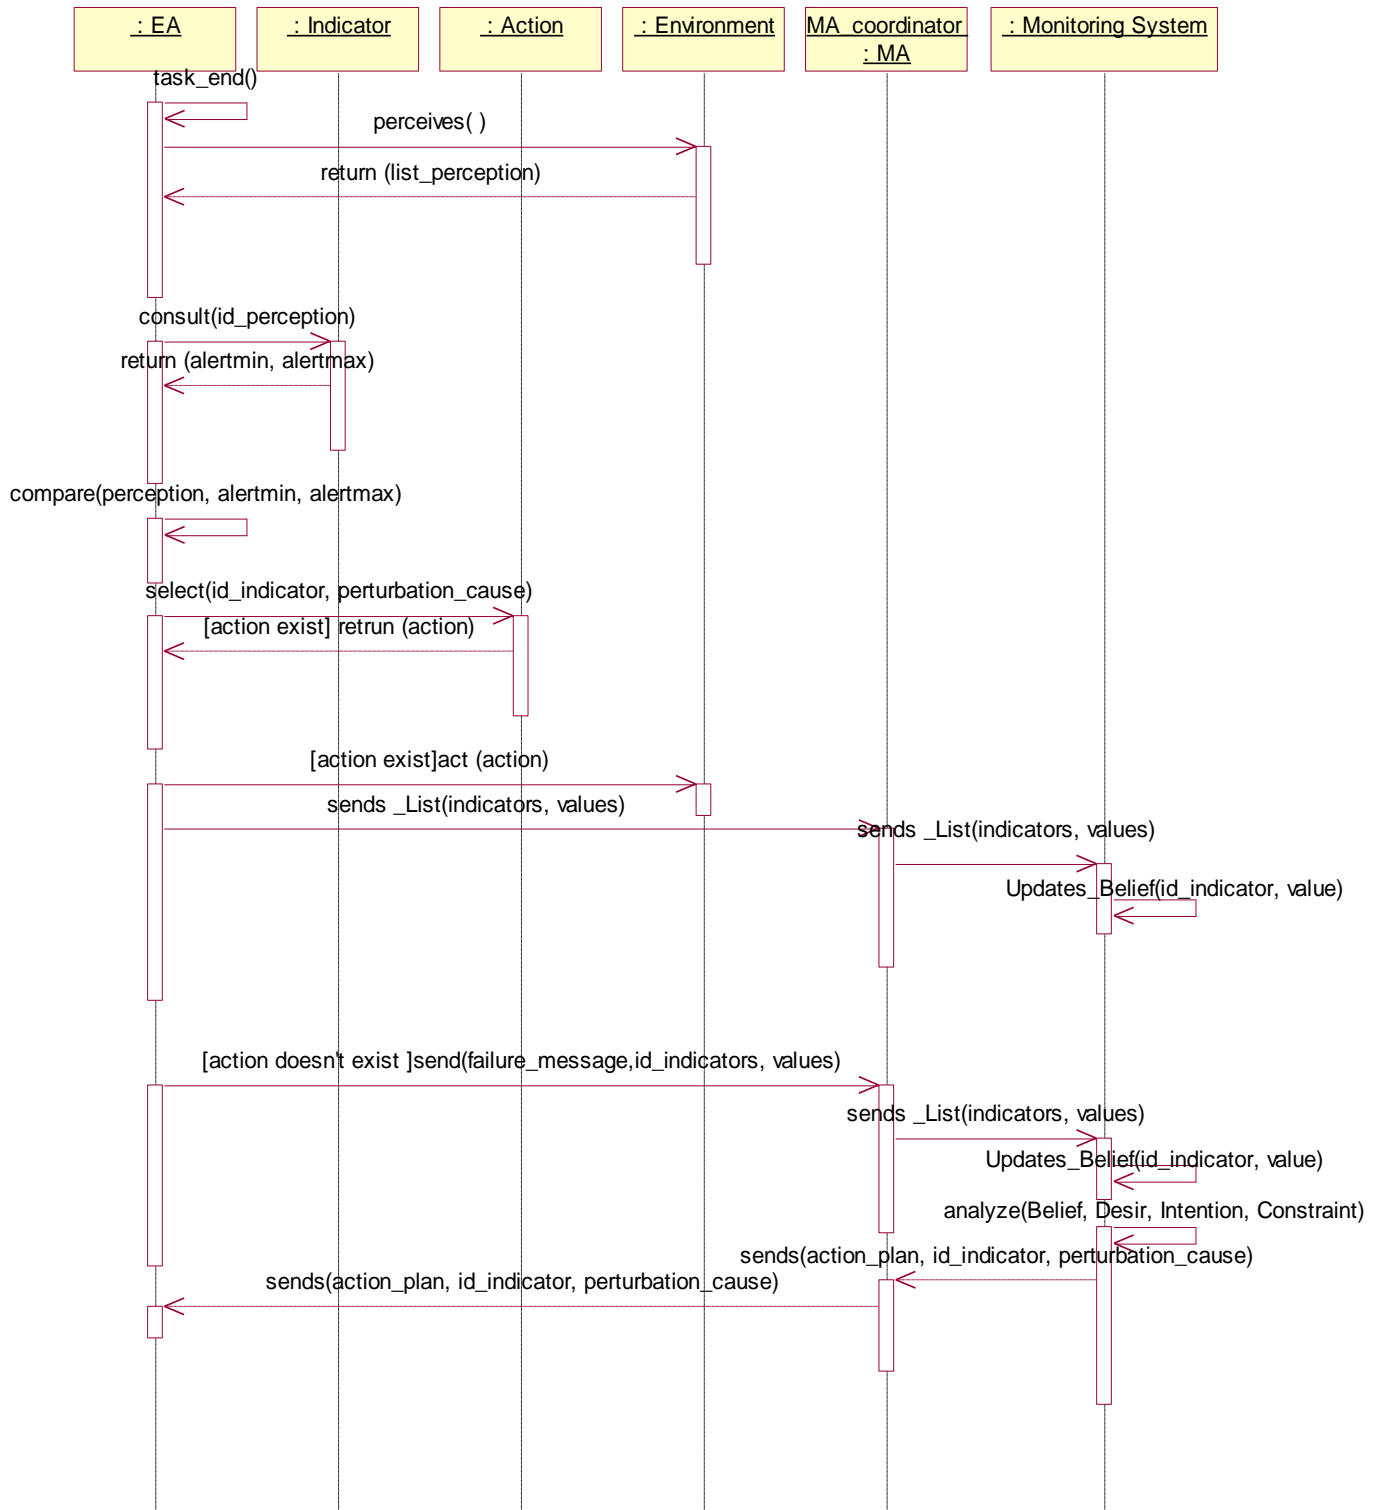 : EA
: Indicator
: Action
: Environment
MA_coordinator
: MA
: Monitoring System
task_end()
perceives( )
return (list_perception)
consult(id_perception)
return (alertmin, alertmax)
compare(perception, alertmin, alertmax)
select(id_indicator, perturbation_cause)
[action exist] retrun (action)
[action exist]act (action)
sends _List(indicators, values)
sends _List(indicators, values)
Updates_Belief(id_indicator, value)
[action doesn't exist ]send(failure_message,id_indicators, values)
sends _List(indicators, values)
Updates_Belief(id_indicator, value)
analyze(Belief, Desir, Intention, Constraint)
sends(action_plan, id_indicator, perturbation_cause)
sends(action_plan, id_indicator, perturbation_cause)